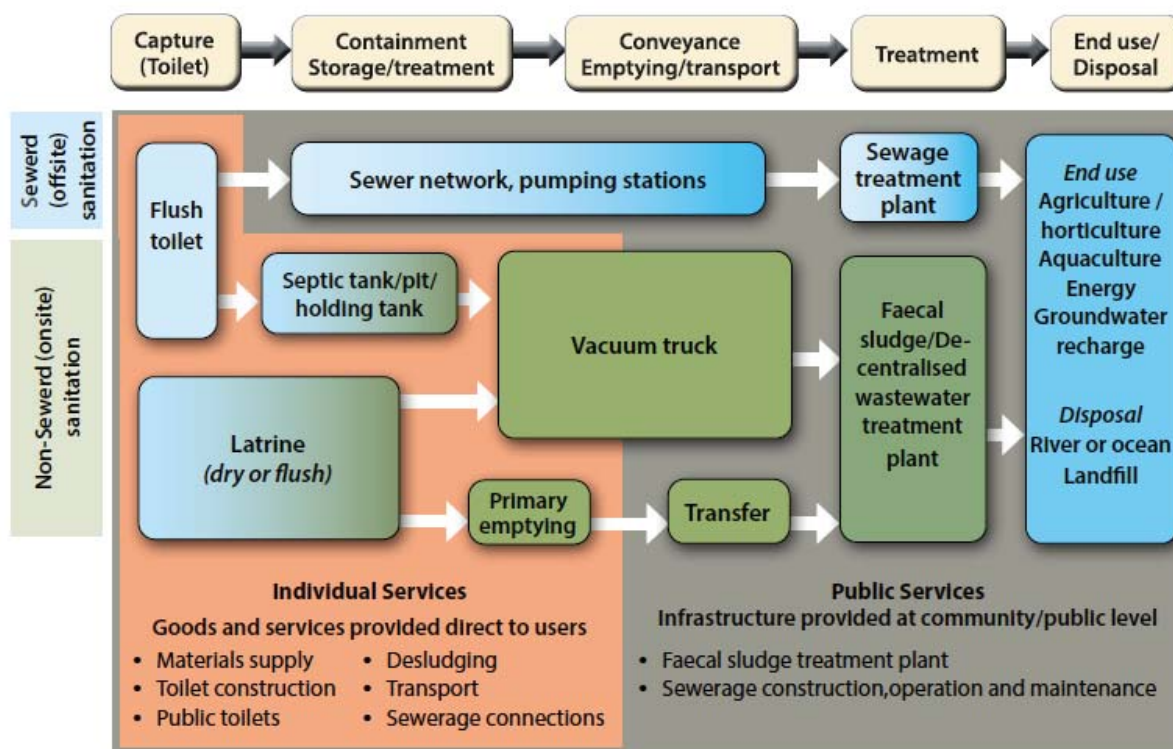 Capture
(Toilet)
Containment
Storage/treatment
Conveyance
Emptying/transport
Treatment
End use/
Disposal
Sewerd
(offsite)
sanitation
Flush
toilet
Sewer network, pumping stations
Sewage
treatment
plant
End use
Agriculture /
horticulture
Aquaculture
Energy
Groundwater
recharge
Disposal
River or ocean
Landfill
Non-Sewerd (onsite)
sanitation
Septic tank/pit/
holding tank
Vacuum truck
Faecal
sludge/De-
centralised
wastewater
treatment
plant
Latrine
(dry or flush)
Primary
emptying
Transfer
Individual Services
Goods and services provided direct to users
• Materials supply
• Toilet construction
• Public toilets
• Desludging
• Transport
• Sewerage connections
Public Services
Infrastructure provided at community/public level
• Faecal sludge treatment plant
• Sewerage construction,operation and maintenance